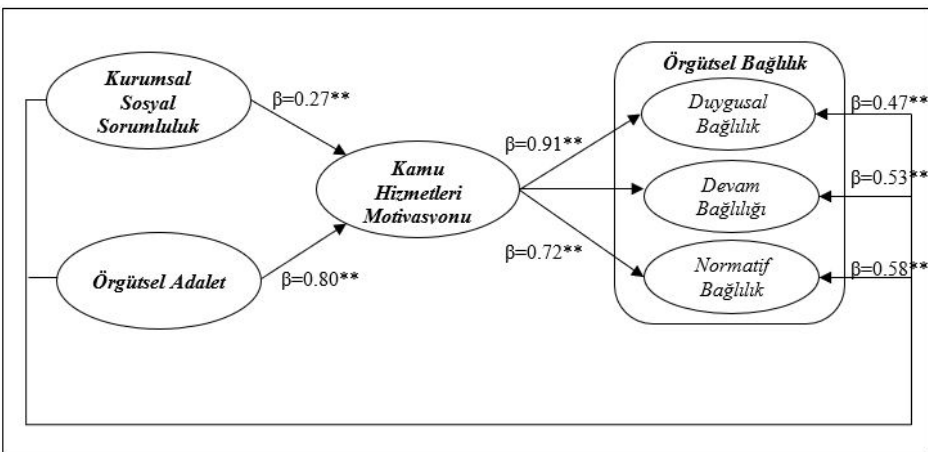 Kurumsal
Sosyal
Sorumluluk
β=0.27**
Örgütsel Adalet
β=0.80**
Kamu
Hizmetleri
Motivasyonu
β=0.91**
β=0.72**
Örgütsel Bağlılık
Duygusal
Bağlılık
Devam
Bağlılığı
Normatif
Bağlılık
β=0.47**
β=0.53**
β=0.58**